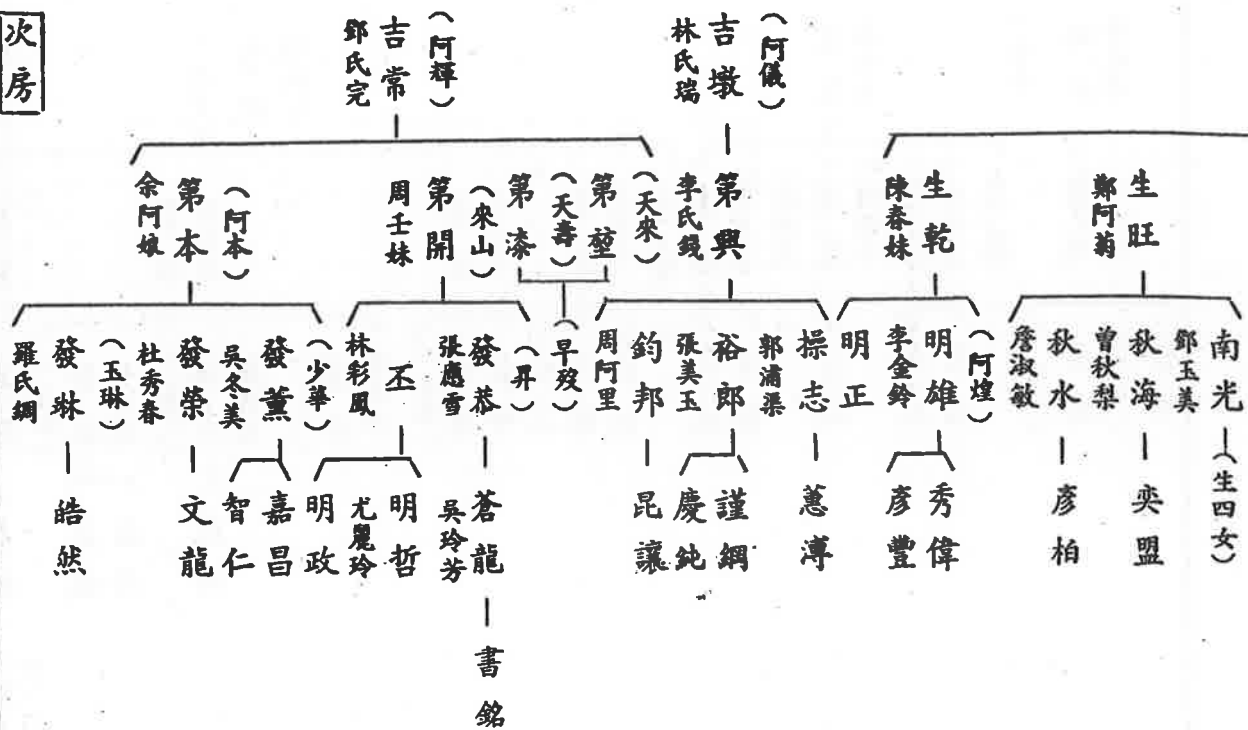 (阿儀)
吉墩
林氏瑞
(阿輝)
吉常
鄧氏完
次房
生旺
鄭阿菊
生乾
陳春妹
第興
李氏錢
(天來)
第堃
(天壽)
第漆
(來山)
第開
周壬妹
(阿本)
第本
余阿娘
南光
鄧玉美
秋海
曾秋梨
秋水
詹淑敏
(阿煌)
明雄
李金鈴
明正
操志
郭浦渠
裕郎
張美玉
鈞邦
周阿里
(早歿)
(昇)
發恭
張應雪
丕
林彩鳳
(少華)
發薰
吳冬美
發榮
杜秀春
(玉琳)
發琳
羅氏綢
(生四女)
奕盟
彥柏
秀偉
彥豐
蕙溥
謹鋼
慶鈍
昆讓
蒼龍
吳玲芳
明哲
尤麗玲
明政
嘉昌
智仁
文龍
皓然
書銘